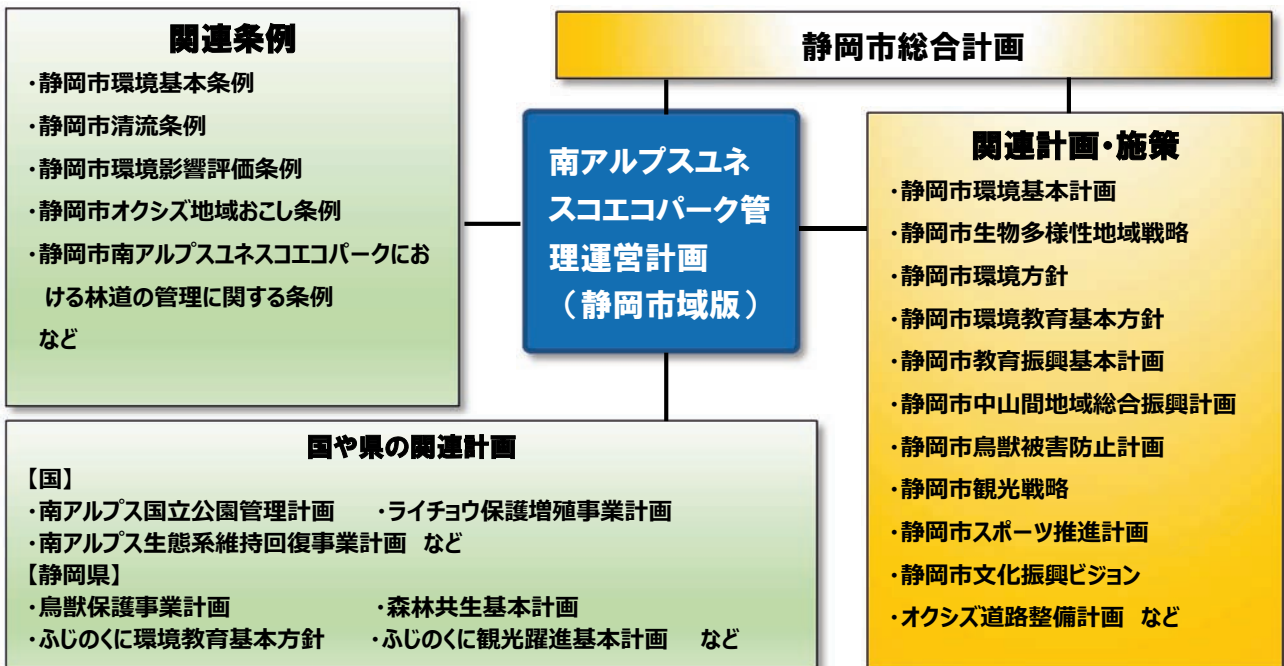 関連条例
・静岡市環境基本条例
・静岡市清流条例
・静岡市環境影響評価条例
・静岡市オクシズ地域おこし条例
・静岡市南アルプスユネスコエコパークにお
ける林道の管理に関する条例
など
静岡市総合計画
南アルプスユネ
スコエコパーク管
理運営計画
（静岡市域版）
関連計画・施策
・静岡市環境基本計画
・静岡市生物多様性地域戦略
・静岡市環境方針
・静岡市環境教育基本方針
・静岡市教育振興基本計画
・静岡市中山間地域総合振興計画
・静岡市鳥獣被害防止計画
・静岡市観光戦略
・静岡市スポーツ推進計画
・静岡市文化振興ビジョン
・オクシズ道路整備計画 など
国や県の関連計画
【国】
・南アルプス国立公園管理計画 ・ライチョウ保護増殖事業計画
・南アルプス生態系維持回復事業計画 など
【静岡県】
・鳥獣保護事業計画 ・森林共生基本計画
・ふじのくに環境教育基本方針 ・ふじのくに観光躍進基本計画 など